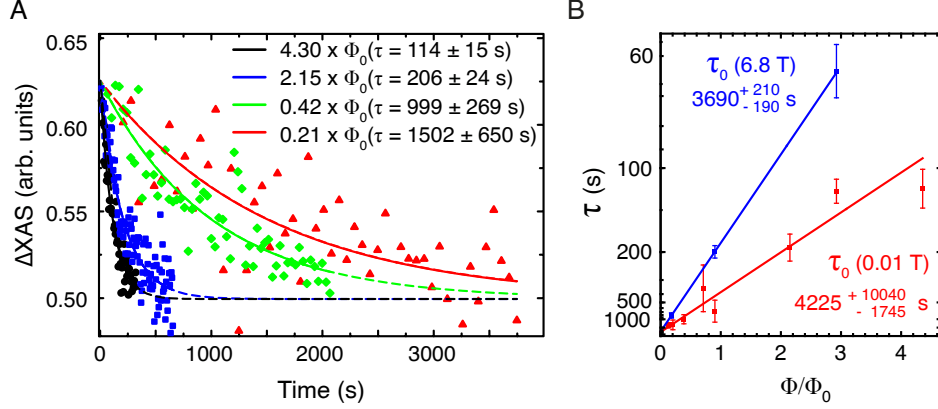 A
ΔXAS (arb. units)
0.65
0.60
0.55
0.50
4.30 x Φ₀(τ = 114 ± 15 s)
2.15 x Φ₀(τ = 206 ± 24 s)
0.42 x Φ₀(τ = 999 ± 269 s)
0.21 x Φ₀(τ = 1502 ± 650 s)
0 1000 2000 3000
Time (s)
B
τ (s)
60
100
200
500
1000
τ₀ (6.8 T)
3690 + 210 - 190 s
τ₀ (0.01 T)
4225 + 10040 - 1745 s
0 1 2 3 4
Φ/Φ₀